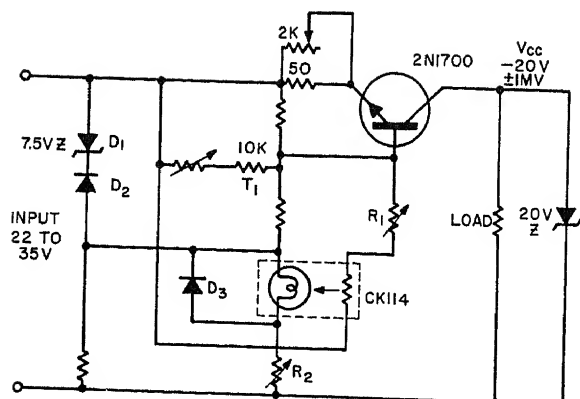 2K
50
2N1700
Vcc
-20V
±1MV
7.5V Z
D1
D2
10K
T1
R1
INPUT
22 TO
35V
LOAD
20V
Z
D3
CK114
R2